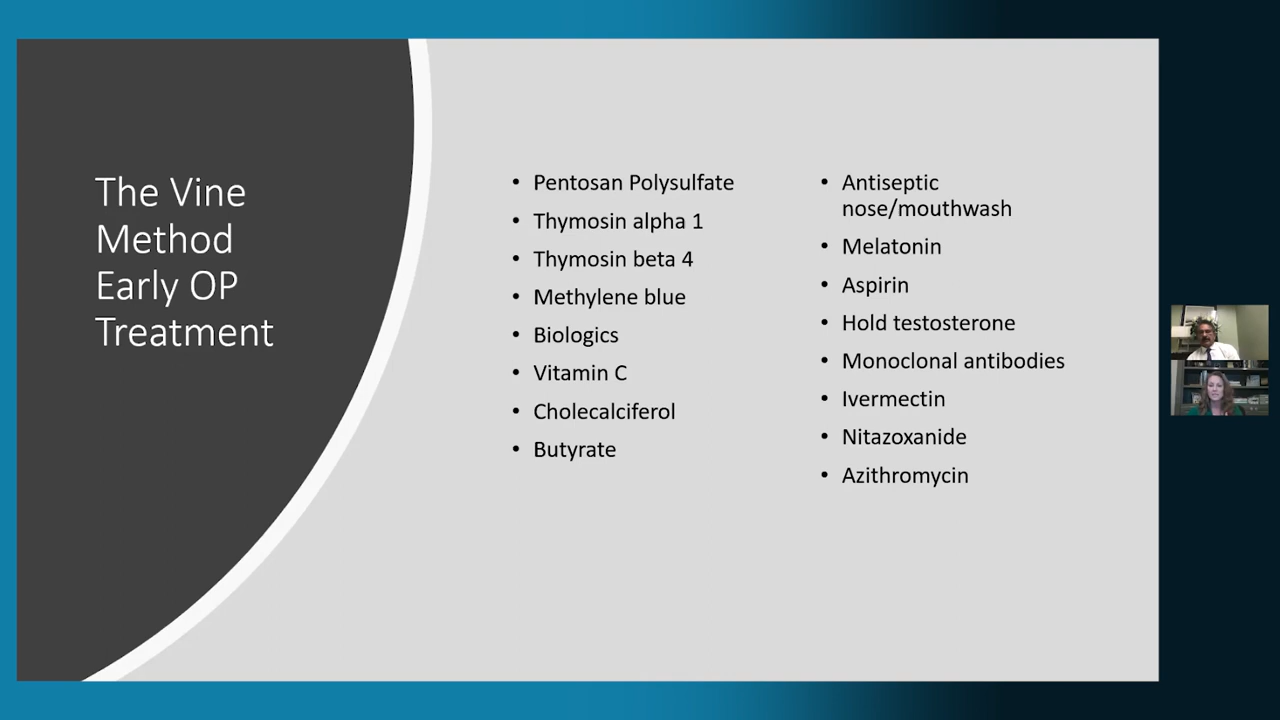 The Vine
Method
Early OP
Treatment
• Pentosan Polysulfate
• Thymosin alpha 1
• Thymosin beta 4
• Methylene blue
• Biologics
• Vitamin C
• Cholecalciferol
• Butyrate
• Antiseptic
nose/mouthwash
• Melatonin
• Aspirin
• Hold testosterone
• Monoclonal antibodies
• Ivermectin
• Nitazoxanide
• Azithromycin